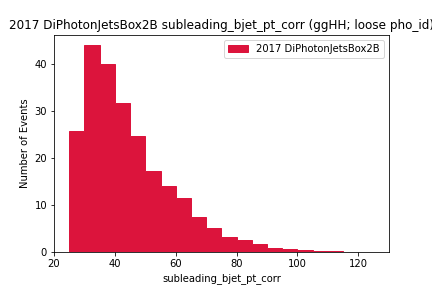 2017 DiPhotonJetsBox2B subleading_bjet_pt_corr (ggHH; loose pho_id)
2017 DiPhotonJetsBox2B
Number of Events
40
30
20
10
0
20
40
60
80
100
120
subleading_bjet_pt_corr